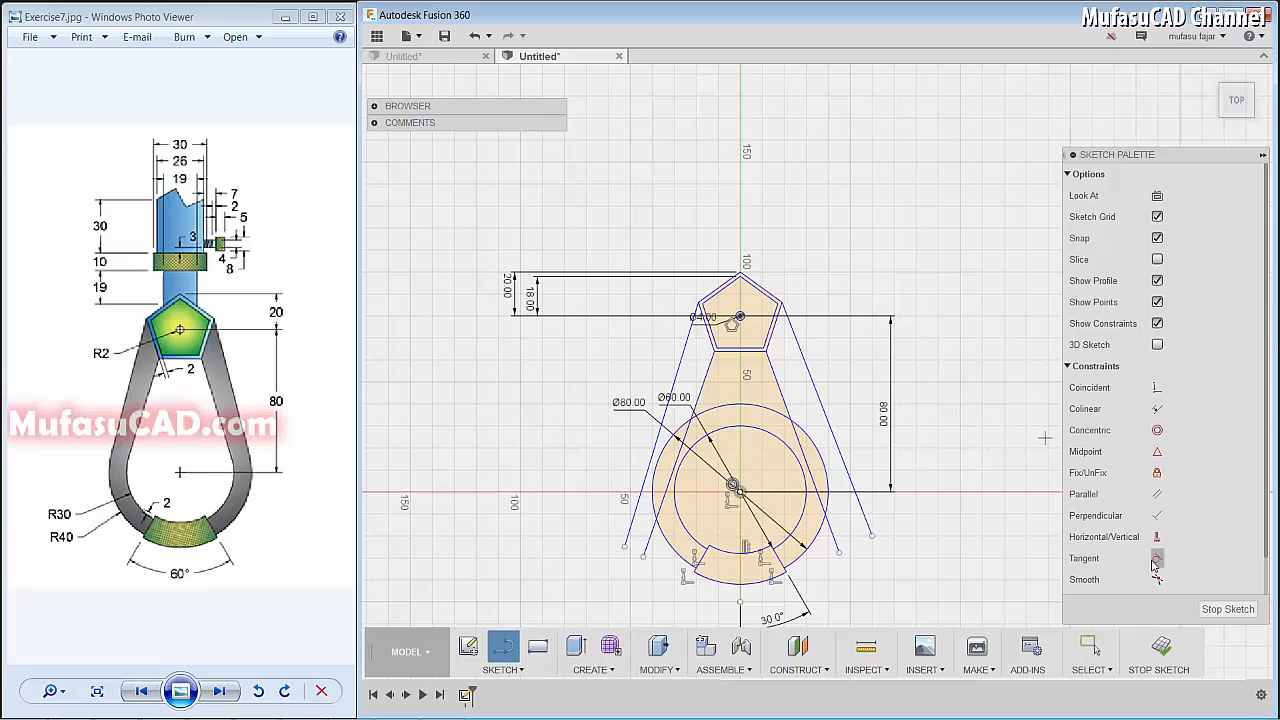 Exercise7.jpg - Windows Photo Viewer
File Print Burn E-mail Open
30
26
19
7
2
5
30
3
4
10
8
19
20
R2
2
80
MufasuCAD.com
2
R30
R40
60°
Autodesk Fusion 360
MufasuCAD Channel
mufasu fajar
Untitled*
Untitled*
BROWSER
COMMENTS
TOP
150
100
50
50
100
150
20.00
18.00
Ø4.00
Ø80.00
Ø60.00
80.00
30.0°
SKETCH PALETTE
Options
Look At
Sketch Grid
Snap
Slice
Show Profile
Show Points
Show Constraints
3D Sketch
Constraints
Coincident
Colinear
Concentric
Midpoint
Fix/UnFix
Parallel
Perpendicular
Horizontal/Vertical
Tangent
Smooth
Stop Sketch
MODEL
SKETCH
CREATE
MODIFY
ASSEMBLE
CONSTRUCT
INSPECT
INSERT
MAKE
ADD-INS
SELECT
STOP SKETCH